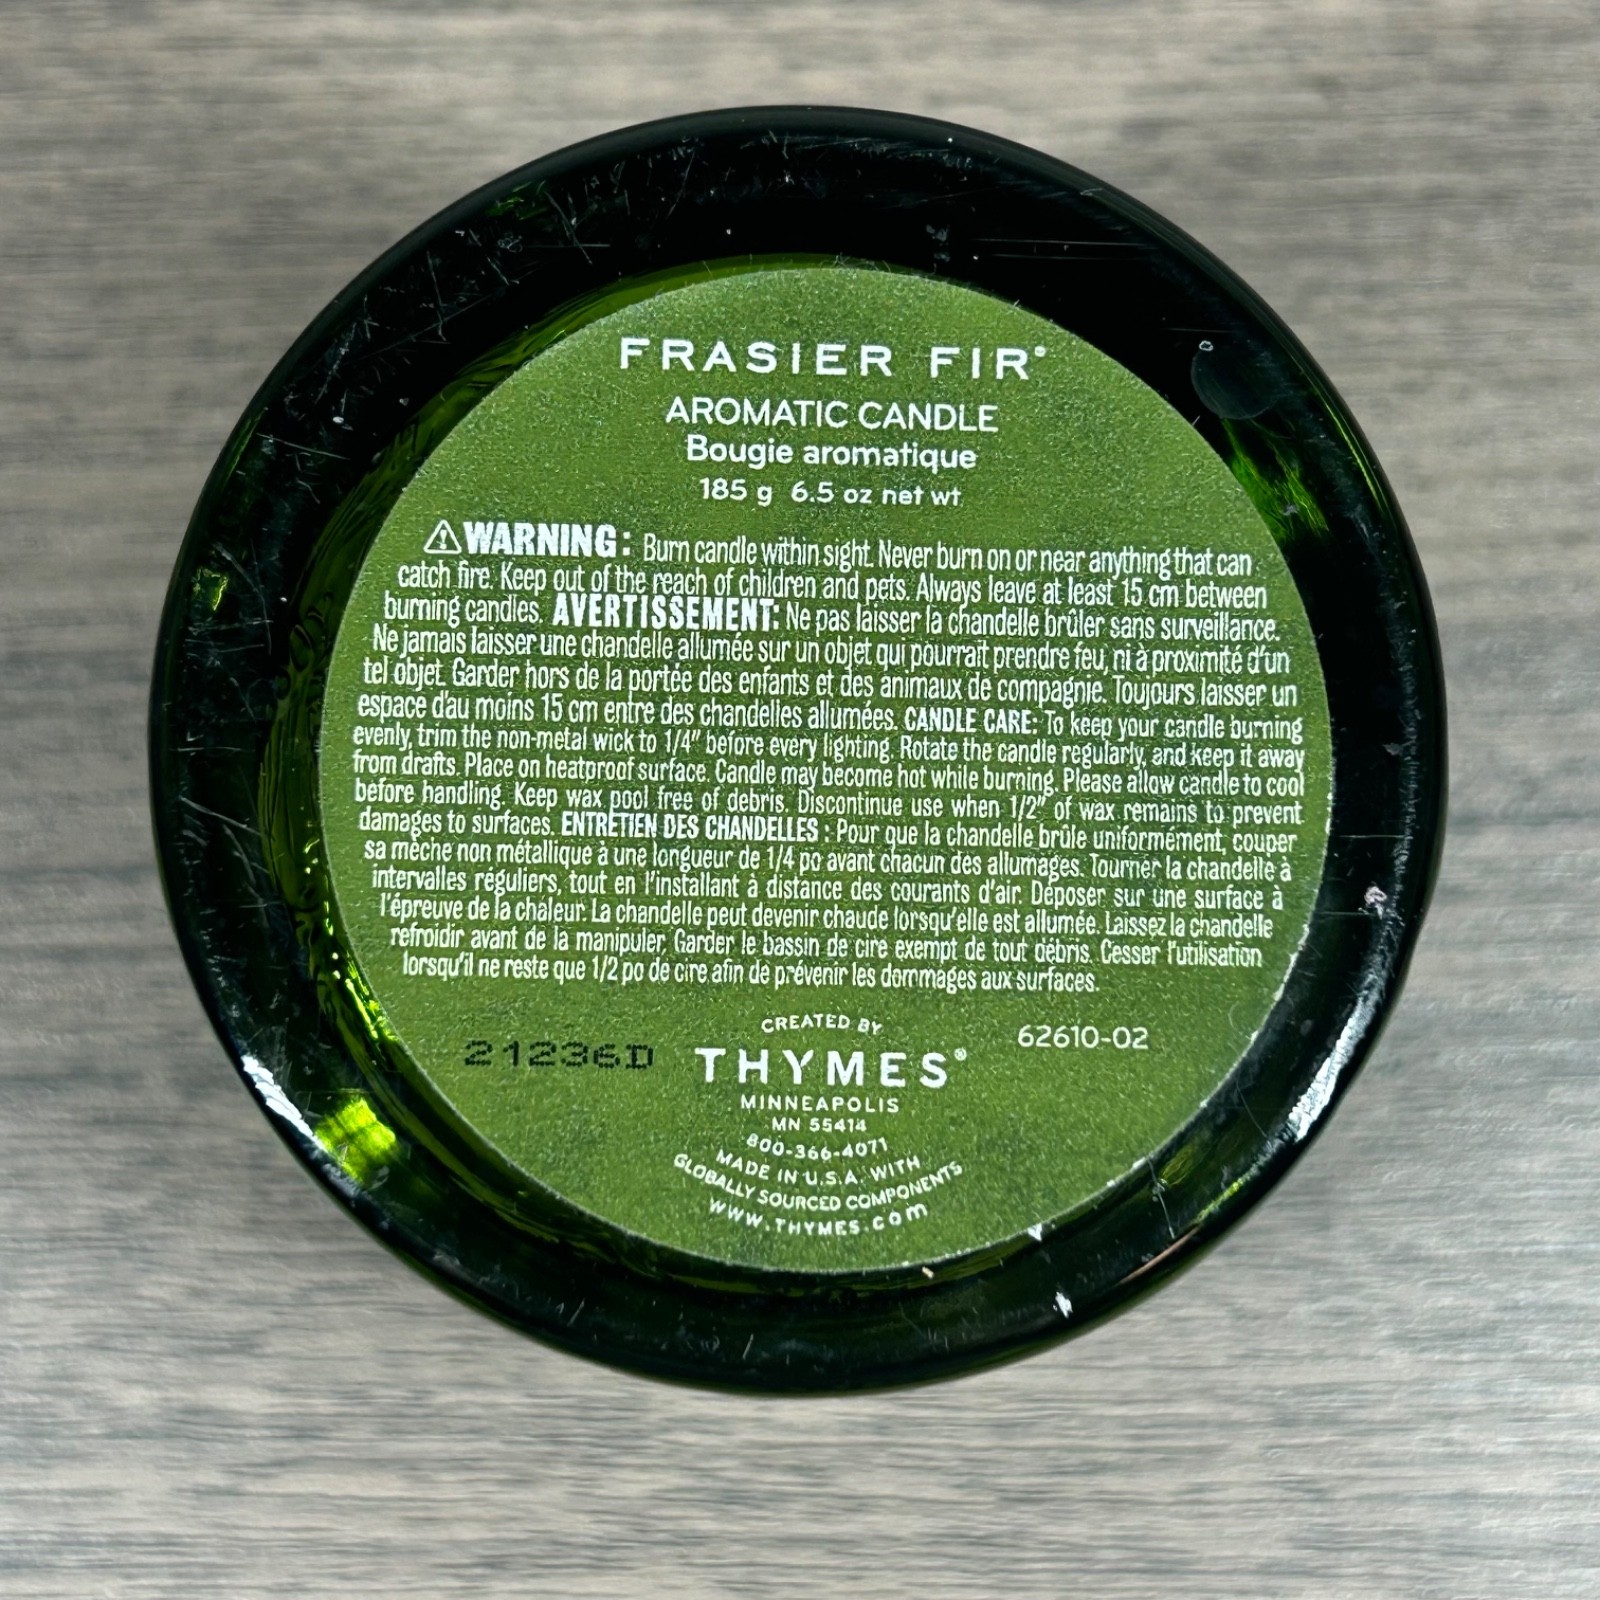 FRASIER FIR®
AROMATIC CANDLE
Bougie aromatique
185 g 6.5 oz net wt
⚠WARNING: Burn candle within sight. Never burn on or near anything that can
catch fire. Keep out of the reach of children and pets. Always leave at least 15 cm between
burning candles. AVERTISSEMENT: Ne pas laisser la chandelle brûler sans surveillance.
Ne jamais laisser une chandelle allumée sur un objet qui pourrait prendre feu, ni à proximité d'un
tel objet. Garder hors de la portée des enfants et des animaux de compagnie. Toujours laisser un
espace d'au moins 15 cm entre des chandelles allumées. CANDLE CARE: To keep your candle burning
evenly, trim the non-metal wick to 1/4" before every lighting. Rotate the candle regularly, and keep it away
from drafts. Place on heatproof surface. Candle may become hot while burning. Please allow candle to cool
before handling. Keep wax pool free of debris. Discontinue use when 1/2" of wax remains to prevent
damages to surfaces. ENTRETIEN DES CHANDELLES : Pour que la chandelle brûle uniformément, couper
sa mèche non métallique à une longueur de 1/4 po avant chacun des allumages. Tourner la chandelle à
intervalles réguliers, tout en l'installant à distance des courants d'air. Déposer sur une surface à
l'épreuve de la chaleur. La chandelle peut devenir chaude lorsqu'elle est allumée. Laissez la chandelle
refroidir avant de la manipuler. Garder le bassin de cire exempt de tout débris. Cesser l'utilisation
lorsqu'il ne reste que 1/2 po de cire afin de prévenir les dommages aux surfaces.
CREATED BY
62610-02
21236D
THYMES®
MINNEAPOLIS
MN 55414
800-366-4071
MADE IN U.S.A. WITH
GLOBALLY SOURCED COMPONENTS
WWW.THYMES.COM